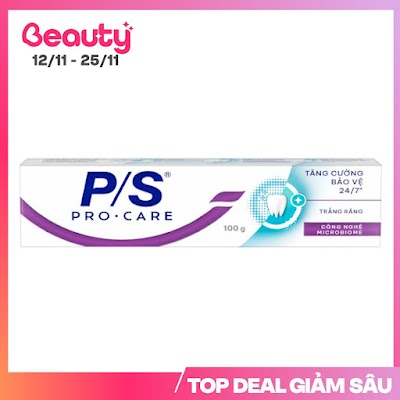 Beauty
12/11 - 25/11
P/S®
PRO•CARE
100 g
TĂNG CƯỜNG
BẢO VỆ
24/7*
TRẮNG RĂNG
CÔNG NGHỆ
MICROBIOME
TOP DEAL GIẢM SÂU